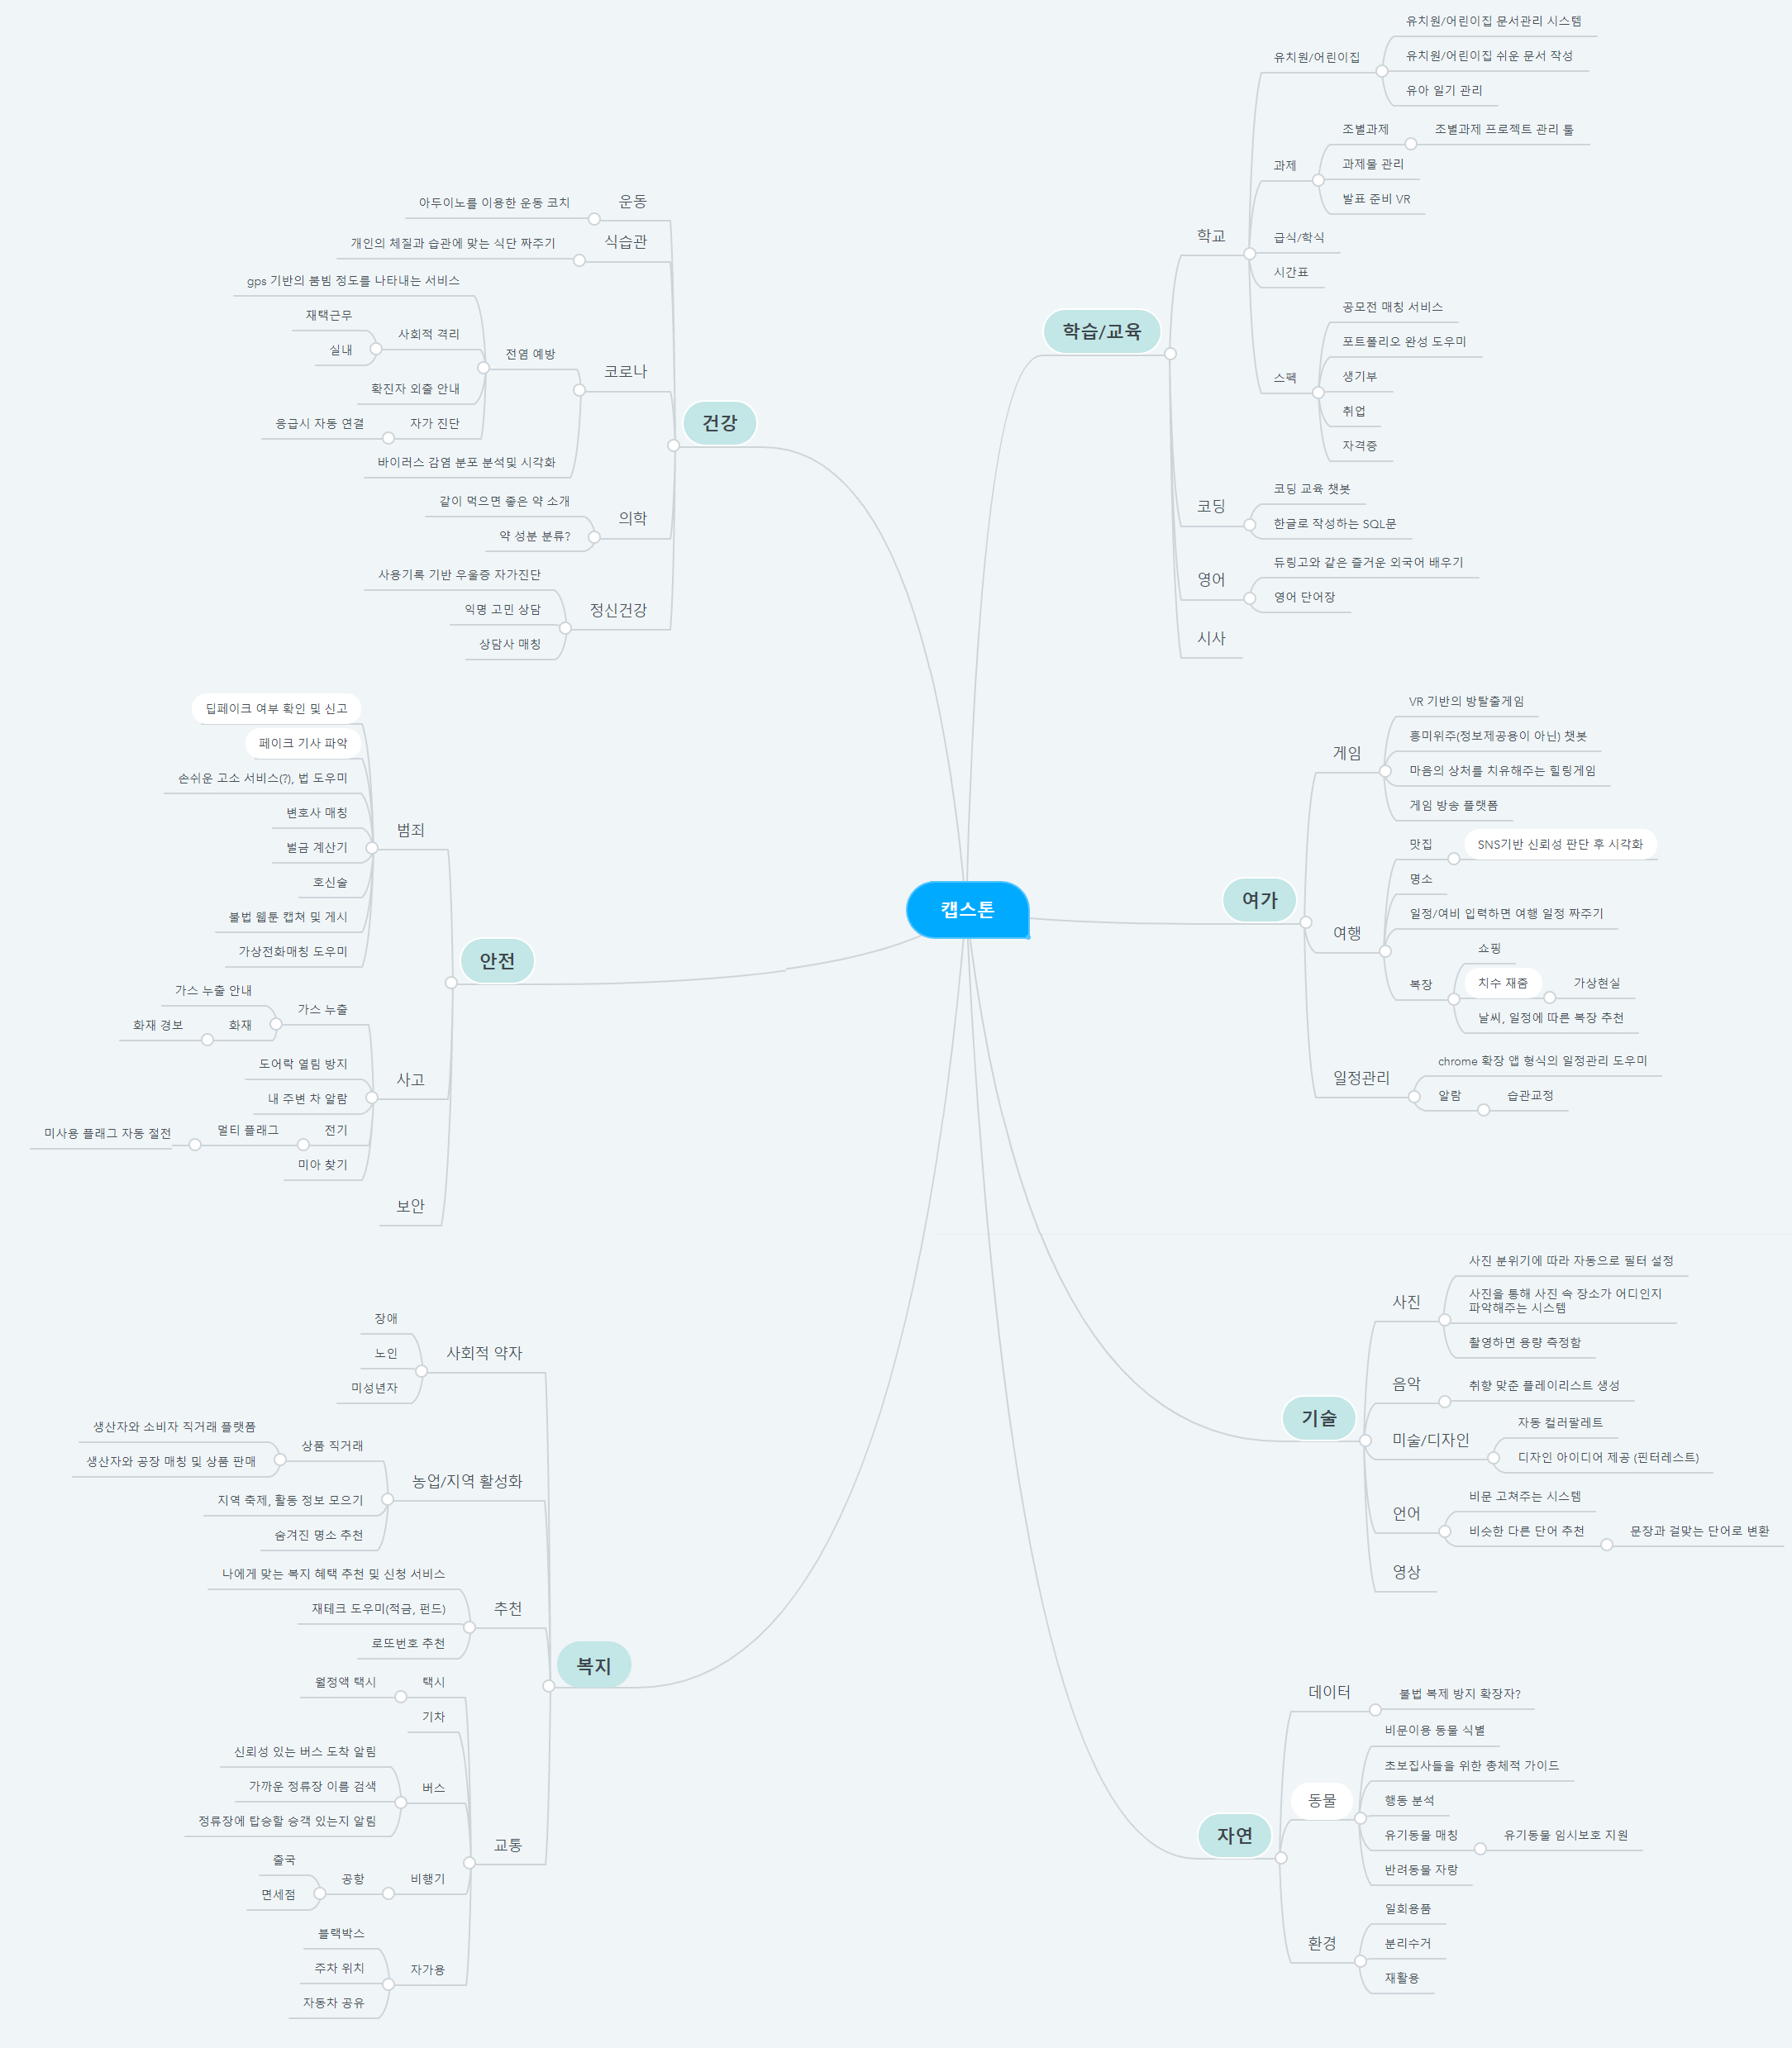 캡스톤
건강
운동
아두이노를 이용한 운동 코치
식습관
개인의 체질과 습관에 맞는 식단 짜주기
코로나
전염 예방
gps 기반의 붐빔 정도를 나타내는 서비스
사회적 격리
재택근무
실내
확진자 외출 안내
자가 진단
응급시 자동 연결
바이러스 감염 분포 분석및 시각화
의학
같이 먹으면 좋은 약 소개
약 성분 분류?
정신건강
사용기록 기반 우울증 자가진단
익명 고민 상담
상담사 매칭
안전
범죄
딥페이크 여부 확인 및 신고
페이크 기사 파악
손쉬운 고소 서비스(?), 법 도우미
변호사 매칭
벌금 계산기
호신술
불법 웹툰 캡쳐 및 게시
가상전화매칭 도우미
사고
가스 누출
가스 누출 안내
화재
화재 경보
도어락 열림 방지
내 주변 차 알람
전기
멀티 플래그
미사용 플래그 자동 절전
미아 찾기
보안
복지
사회적 약자
장애
노인
미성년자
농업/지역 활성화
상품 직거래
생산자와 소비자 직거래 플랫폼
생산자와 공장 매칭 및 상품 판매
지역 축제, 활동 정보 모으기
숨겨진 명소 추천
추천
나에게 맞는 복지 혜택 추천 및 신청 서비스
재테크 도우미(적금, 펀드)
로또번호 추천
교통
택시
월정액 택시
기차
버스
신뢰성 있는 버스 도착 알림
가까운 정류장 이름 검색
정류장에 탑승할 승객 있는지 알림
비행기
공항
출국
면세점
자가용
블랙박스
주차 위치
자동차 공유
학습/교육
학교
유치원/어린이집
유치원/어린이집 문서관리 시스템
유치원/어린이집 쉬운 문서 작성
유아 일기 관리
과제
조별과제
조별과제 프로젝트 관리 툴
과제물 관리
발표 준비 VR
급식/학식
시간표
스펙
공모전 매칭 서비스
포트폴리오 완성 도우미
생기부
취업
자격증
코딩
코딩 교육 챗봇
한글로 작성하는 SQL문
영어
듀링고와 같은 즐거운 외국어 배우기
영어 단어장
시사
여가
게임
VR 기반의 방탈출게임
흥미위주(정보제공용이 아닌) 챗봇
마음의 상처를 치유해주는 힐링게임
게임 방송 플랫폼
여행
맛집
SNS기반 신뢰성 판단 후 시각화
명소
일정/여비 입력하면 여행 일정 짜주기
복장
쇼핑
치수 재줌
가상현실
날씨, 일정에 따른 복장 추천
일정관리
chrome 확장 앱 형식의 일정관리 도우미
알람
습관교정
기술
사진
사진 분위기에 따라 자동으로 필터 설정
사진을 통해 사진 속 장소가 어디인지
파악해주는 시스템
촬영하면 용량 측정함
음악
취향 맞춘 플레이리스트 생성
미술/디자인
자동 컬러팔레트
디자인 아이디어 제공 (핀터레스트)
언어
비문 고쳐주는 시스템
비슷한 다른 단어 추천
문장과 걸맞는 단어로 변환
영상
자연
데이터
불법 복제 방지 확장자?
동물
비문이용 동물 식별
초보집사들을 위한 총체적 가이드
행동 분석
유기동물 매칭
유기동물 임시보호 지원
반려동물 자랑
환경
일회용품
분리수거
재활용